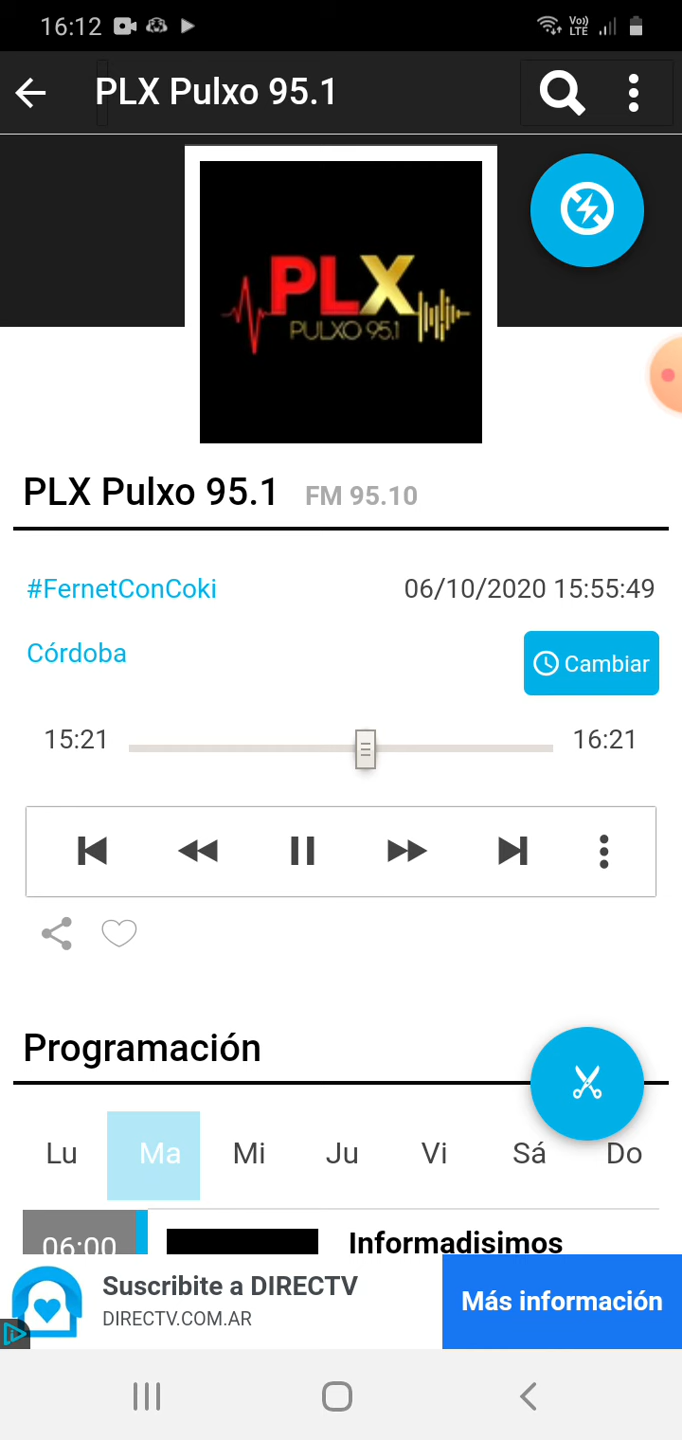 16:12 Vo)) LTE
PLX Pulxo 95.1
PLX
PULXO 95.1
PLX Pulxo 95.1 FM 95.10
#FernetConCoki 06/10/2020 15:55:49
Córdoba Cambiar
15:21 16:21
Programación
Lu Ma Mi Ju Vi Sá Do
06:00 Informadisimos
Suscribite a DIRECTV
DIRECTV.COM.AR
Más información